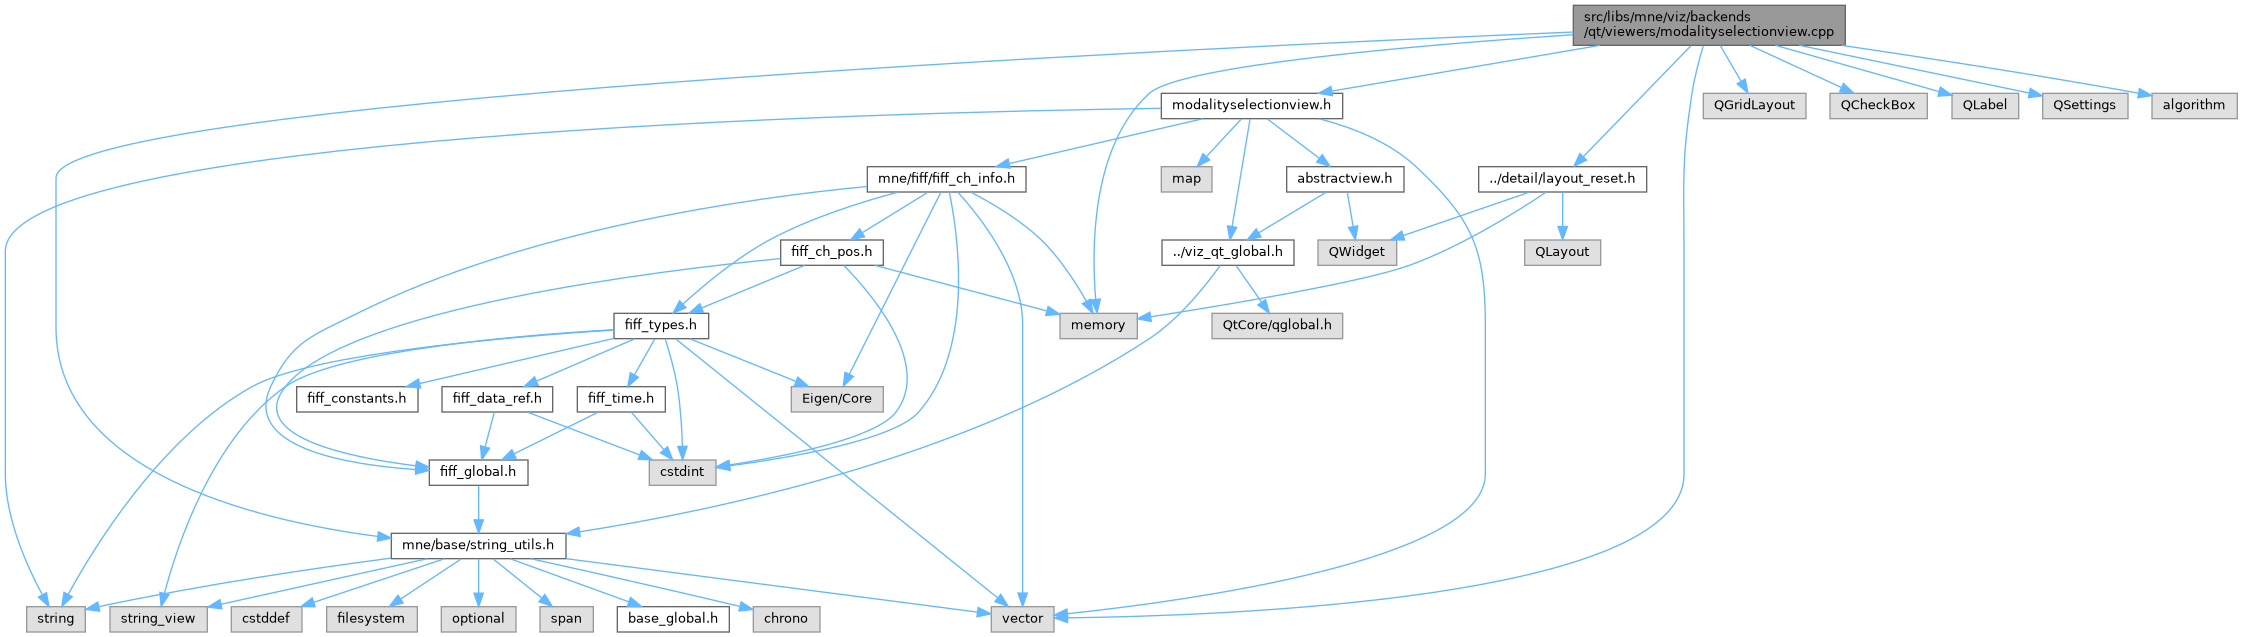 src/libs/mne/viz/backends
/qt/viewers/modalityselectionview.cpp
modalityselectionview.h
QGridLayout
QCheckBox
QLabel
QSettings
algorithm
mne/fiff/fiff_ch_info.h
map
abstractview.h
../detail/layout_reset.h
fiff_ch_pos.h
../viz_qt_global.h
QWidget
QLayout
fiff_types.h
memory
QtCore/qglobal.h
fiff_constants.h
fiff_data_ref.h
fiff_time.h
Eigen/Core
fiff_global.h
cstdint
mne/base/string_utils.h
string
string_view
cstddef
filesystem
optional
span
base_global.h
chrono
vector